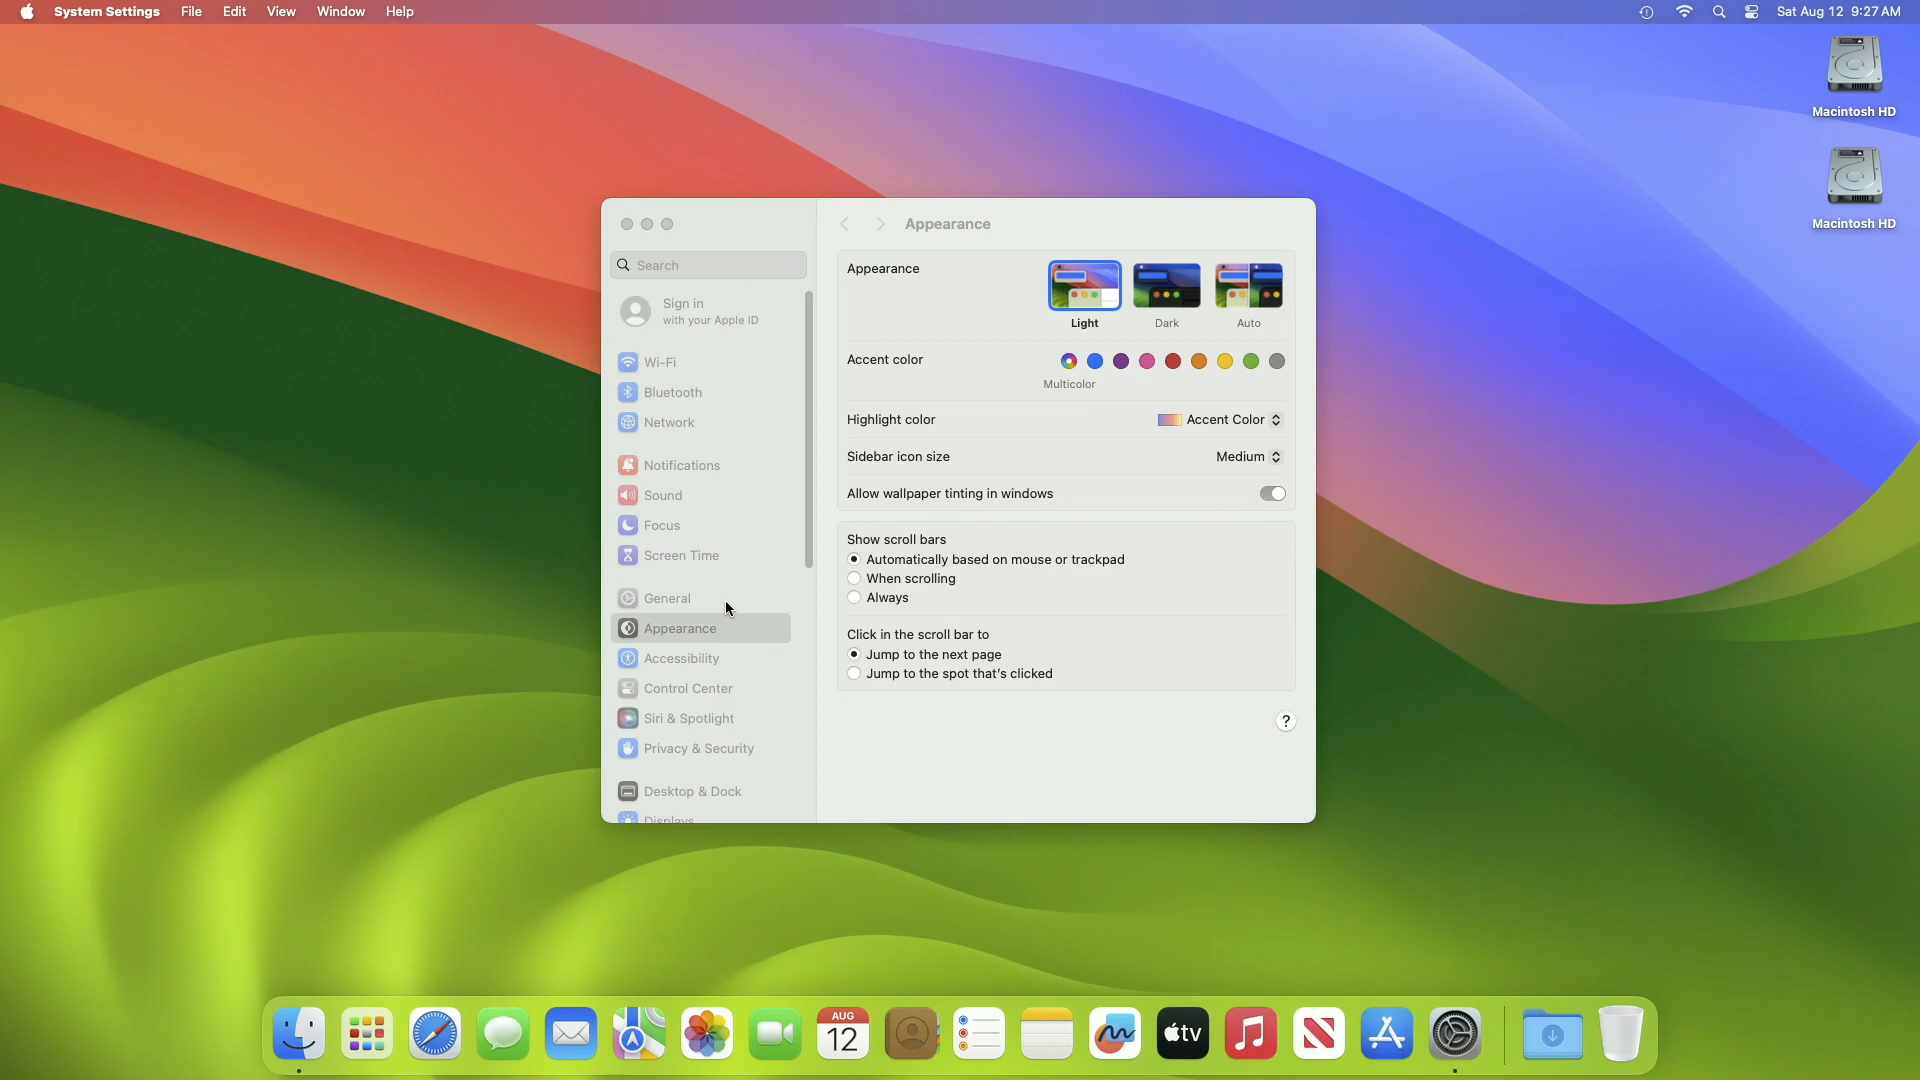 System Settings File Edit View Window Help Sat Aug 12 9:27 AM
Macintosh HD
Macintosh HD
Search
Sign in
with your Apple ID
Wi-Fi
Bluetooth
Network
Notifications
Sound
Focus
Screen Time
General
Appearance
Accessibility
Control Center
Siri & Spotlight
Privacy & Security
Desktop & Dock
Displays
Appearance
Appearance
Light Dark Auto
Accent color
Multicolor
Highlight color Accent Color
Sidebar icon size Medium
Allow wallpaper tinting in windows
Show scroll bars
Automatically based on mouse or trackpad
When scrolling
Always
Click in the scroll bar to
Jump to the next page
Jump to the spot that's clicked
?
AUG
12
tv